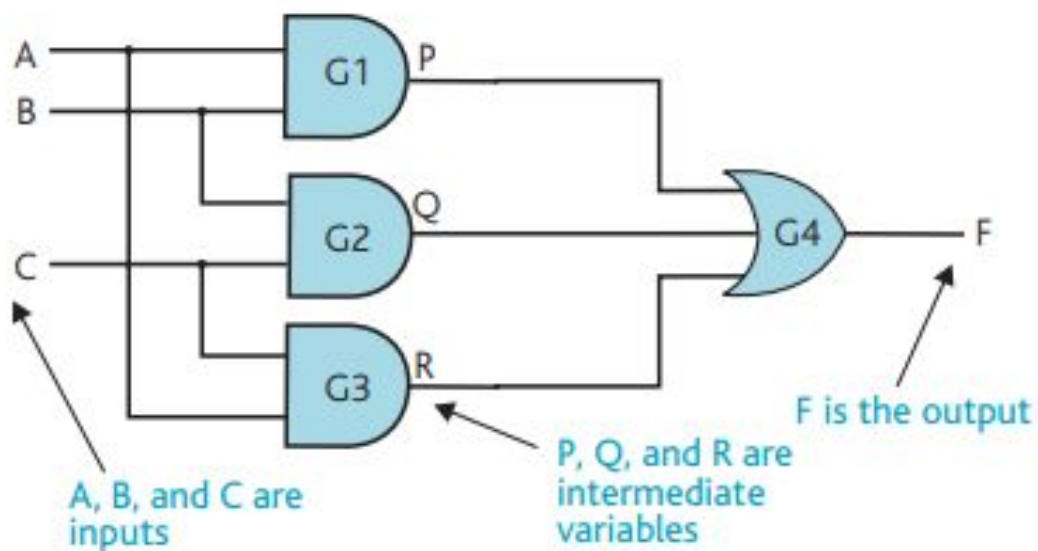 A
B
C
G1
P
G2
Q
G3
R
G4
F
F is the output
P, Q, and R are
intermediate
variables
A, B, and C are
inputs